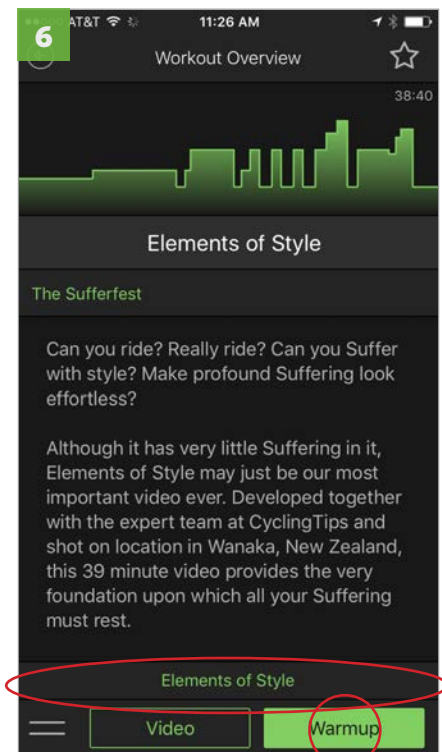 6
AT&T
11:26 AM
Workout Overview
38:40
Elements of Style
The Sufferfest
Can you ride? Really ride? Can you Suffer
with style? Make profound Suffering look
effortless?
Although it has very little Suffering in it,
Elements of Style may just be our most
important video ever. Developed together
with the expert team at CyclingTips and
shot on location in Wanaka, New Zealand,
this 39 minute video provides the very
foundation upon which all your Suffering
must rest.
Elements of Style
Video
Warmup